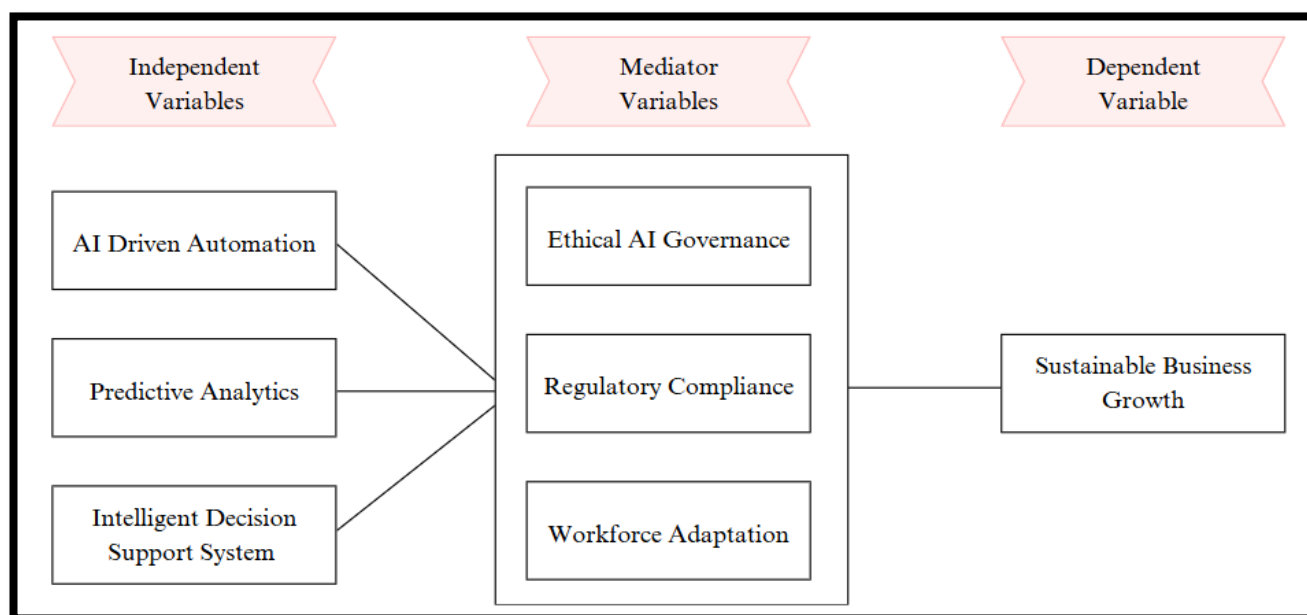 Independent
Variables
Mediator
Variables
Dependent
Variable
AI Driven Automation
Predictive Analytics
Intelligent Decision
Support System
Ethical AI Governance
Regulatory Compliance
Workforce Adaptation
Sustainable Business
Growth